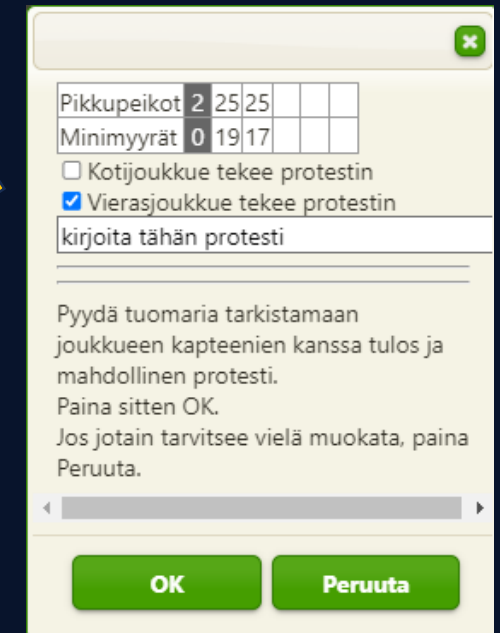 Pikkupeikot 2 25 25
Minimyyrät 0 19 17
Kotijoukkue tekee protestin
Vierasjoukkue tekee protestin
kirjoita tähän protesti
Pyydä tuomaria tarkistamaan
joukkueen kapteenien kanssa tulos ja
mahdollinen protesti.
Paina sitten OK.
Jos jotain tarvitsee vielä muokata, paina
Peruuta.
OK Peruuta